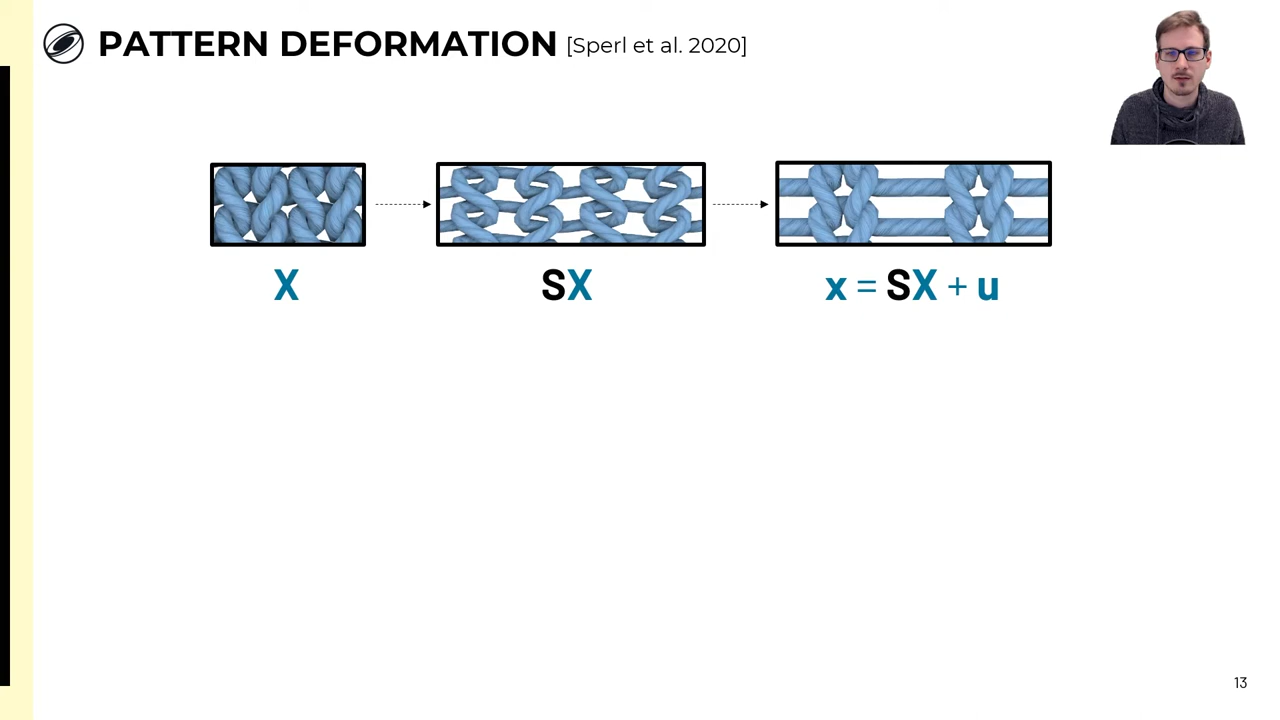 PATTERN DEFORMATION [Sperl et al. 2020]
X
SX
x = SX + u
13